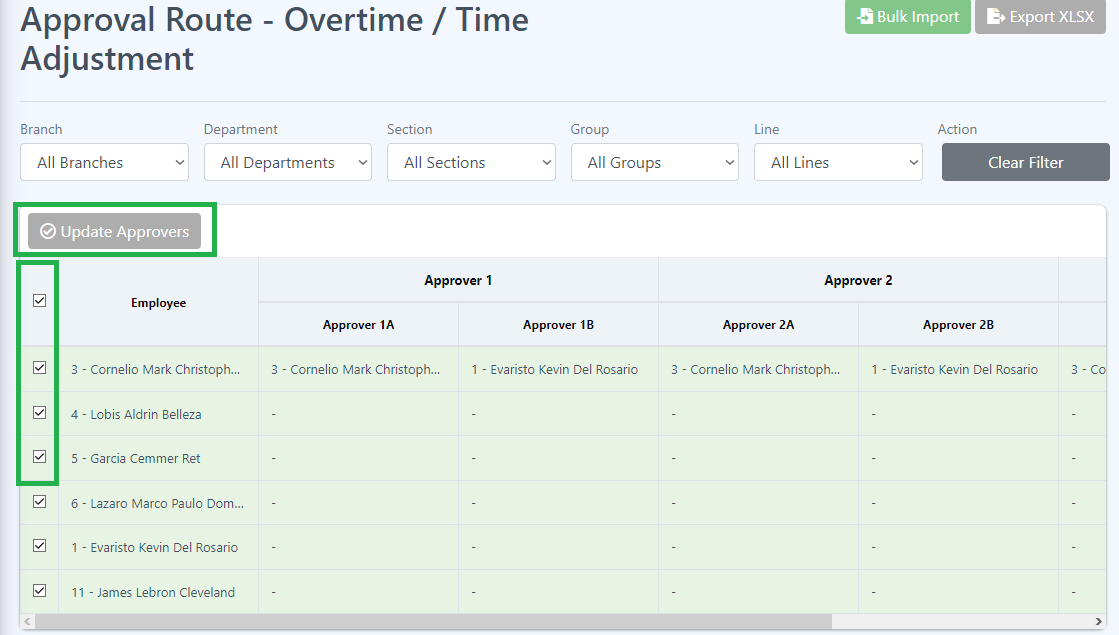 Approval Route - Overtime / Time
Adjustment
Bulk Import
Export XLSX
Branch
Department
Section
Group
Line
Action
All Branches
All Departments
All Sections
All Groups
All Lines
Clear Filter
Update Approvers
Employee
Approver 1
Approver 2
Approver 1A
Approver 1B
Approver 2A
Approver 2B
3 - Cornelio Mark Christoph... 3 - Cornelio Mark Christoph... 1 - Evaristo Kevin Del Rosario 3 - Cornelio Mark Christoph... 1 - Evaristo Kevin Del Rosario 3 - Co
4 - Lobis Aldrin Belleza - - - - -
5 - Garcia Cemmer Ret - - - - -
6 - Lazaro Marco Paulo Dom... - - - - -
1 - Evaristo Kevin Del Rosario - - - - -
11 - James Lebron Cleveland - - - - -